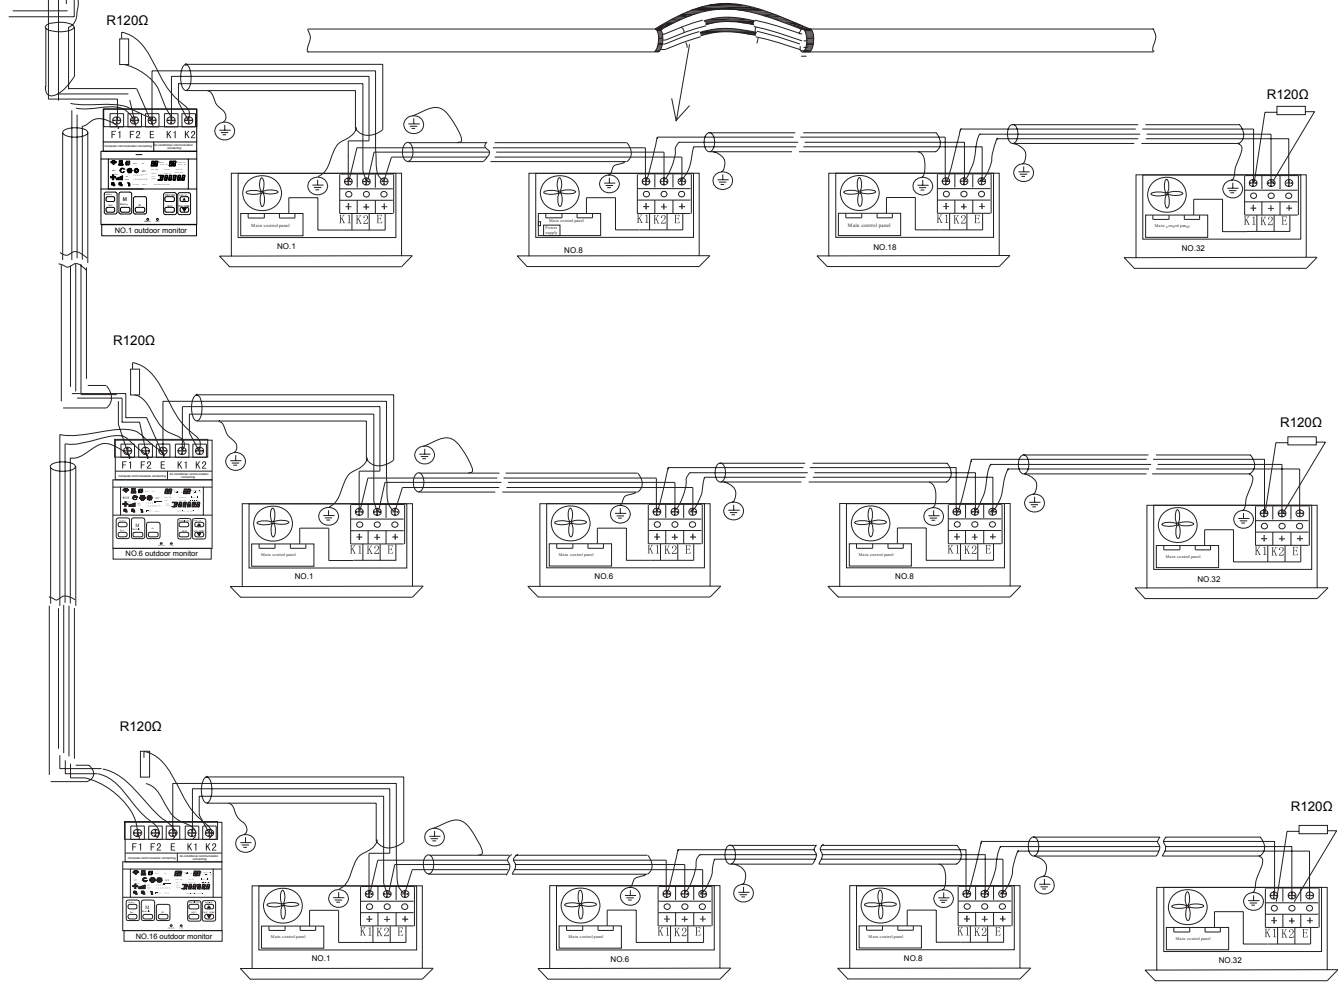 R120Ω
R120Ω
F1 F2 E K1 K2
NO.1 outdoor monitor
Main control panel
K1 K2 E
NO.1
Main control panel
Power supply
K1 K2 E
NO.8
Main control panel
K1 K2 E
NO.18
K1 K2 E
NO.32
R120Ω
R120Ω
F1 F2 E K1 K2
M
NO.6 outdoor monitor
Main control panel
K1 K2 E
NO.1
Main control panel
K1 K2 E
NO.6
Main control panel
K1 K2 E
NO.8
Main control panel
K1 K2 E
NO.32
R120Ω
R120Ω
F1 F2 E K1 K2
M
NO.16 outdoor monitor
Main control panel
K1 K2 E
NO.1
Main control panel
K1 K2 E
NO.6
Main control panel
K1 K2 E
NO.8
Main control panel
K1 K2 E
NO.32